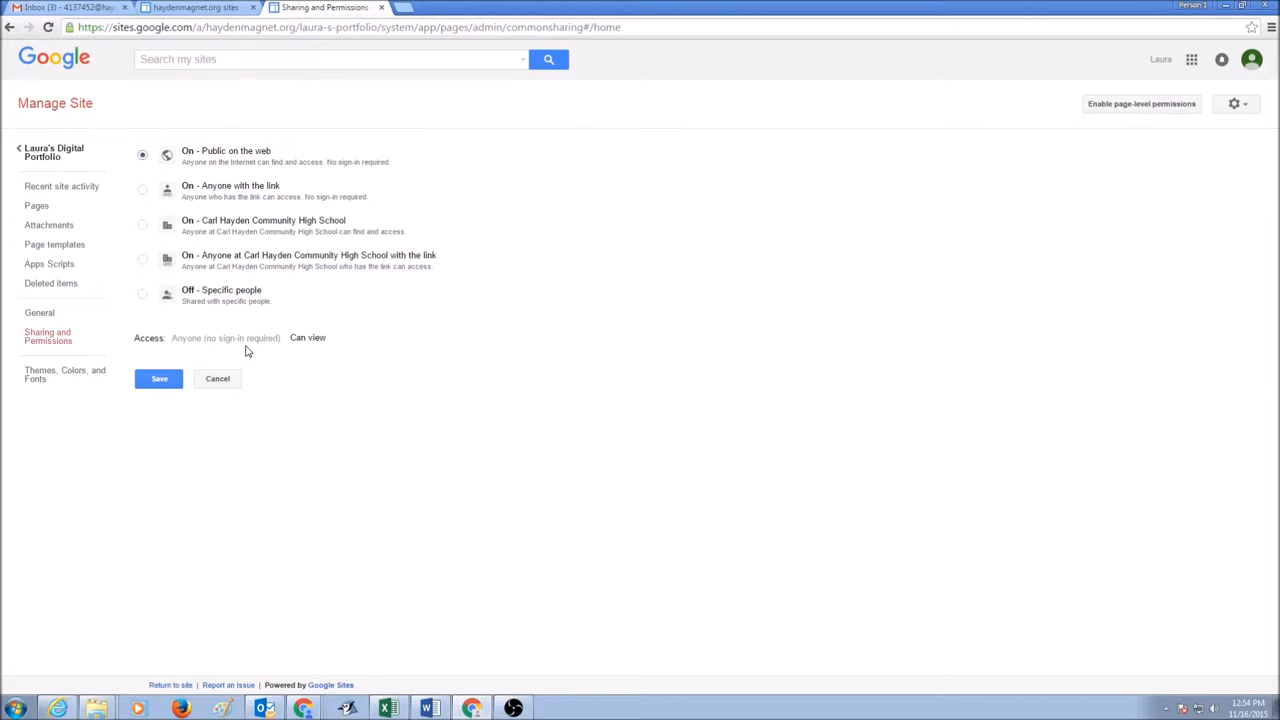 Inbox (3) - 4137452@hay
haydenmagnet.org sites
Sharing and Permissions
Person 1
https://sites.google.com/a/haydenmagnet.org/laura-s-portfolio/system/app/pages/admin/commonsharing#/home
Google
Search my sites
Laura
Manage Site
Enable page-level permissions
Laura's Digital
Portfolio
Recent site activity
Pages
Attachments
Page templates
Apps Scripts
Deleted items
General
Sharing and
Permissions
Themes, Colors, and
Fonts
On - Public on the web
Anyone on the Internet can find and access. No sign-in required.
On - Anyone with the link
Anyone who has the link can access. No sign-in required.
On - Carl Hayden Community High School
Anyone at Carl Hayden Community High School can find and access.
On - Anyone at Carl Hayden Community High School with the link
Anyone at Carl Hayden Community High School who has the link can access.
Off - Specific people
Shared with specific people.
Access: Anyone (no sign-in required) Can view
Save Cancel
Return to site | Report an Issue | Powered by Google Sites
12:54 PM
11/16/2015